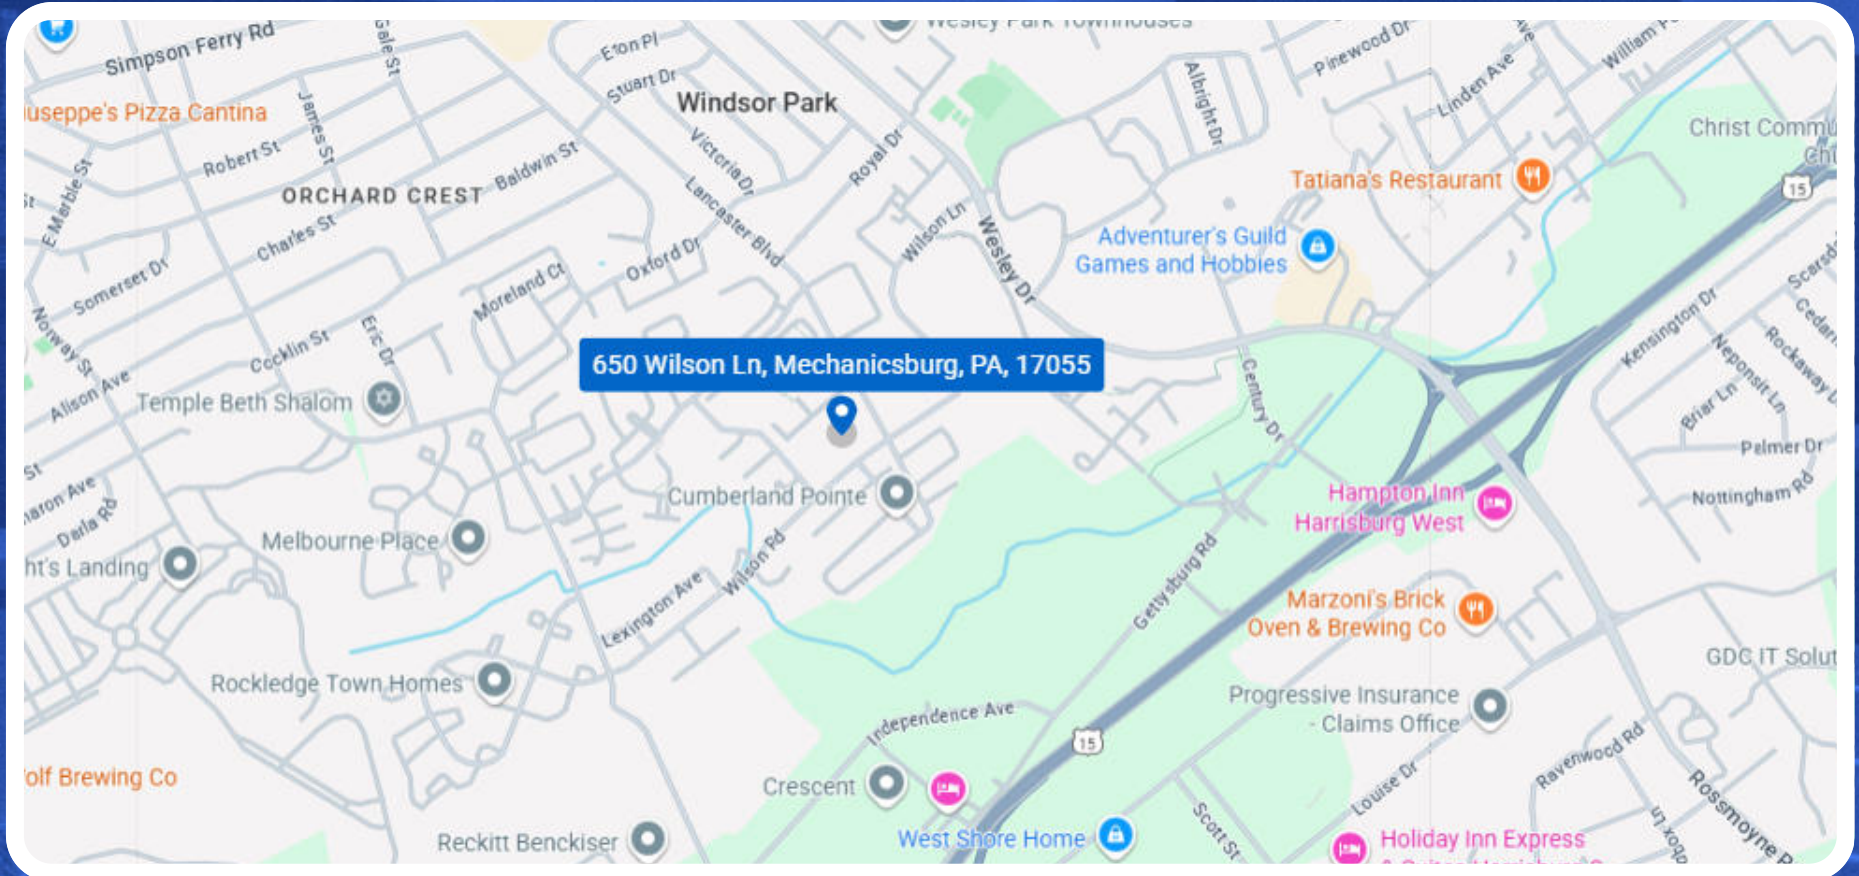 Wesley Park Townhouses
Simpson Ferry Rd
Gale St
Eton Pl
Stuart Dr
Pinewood Dr
Ave
Linden Ave
Windsor Park
Albright Dr
James St
iuseppe's Pizza Cantina
Christ Commu
Chu
Robert St
Victoria Dr
Royal Dr
Baldwin St
E Marble St
ORCHARD CREST
Tatiana's Restaurant
15
Lancaster Blvd
Charles St
Wilson Ln
Wesley Dr
Adventurer's Guild
Games and Hobbies
Oxford Dr
Somerset Dr
Moreland Ct
Scarsd
Norway St
Eric Dr
Cocklin St
Kensington Dr
Cedar
Rockaway D
Neponsit Ln
650 Wilson Ln, Mechanicsburg, PA, 17055
Alison Ave
Temple Beth Shalom
Century Dr
Briar Ln
Palmer Dr
St
aron Ave
Darla Rd
Cumberland Pointe
Hampton Inn
Harrisburg West
Nottingham Rd
Melbourne Place
ht's Landing
Wilson Rd
Gettysburg Rd
Lexington Ave
Marzoni's Brick
Oven & Brewing Co
GDC IT Solut
Rockledge Town Homes
Progressive Insurance
- Claims Office
Independence Ave
15
olf Brewing Co
Crescent
Ravenwood Rd
Louise Dr
Rossmoyne R
Scott St
Reckitt Benckiser
West Shore Home
Holiday Inn Express